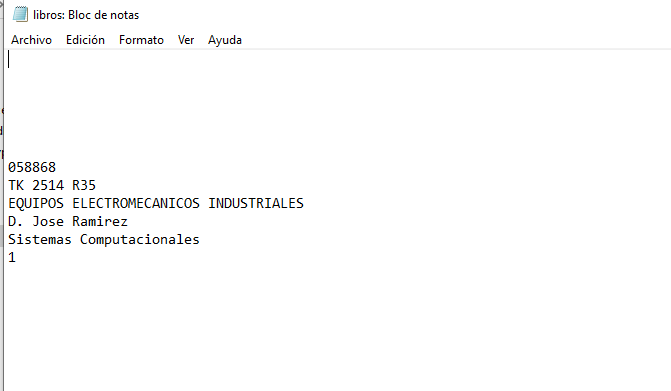 libros: Bloc de notas
Archivo Edición Formato Ver Ayuda
058868
TK 2514 R35
EQUIPOS ELECTROMECANICOS INDUSTRIALES
D. Jose Ramirez
Sistemas Computacionales
1